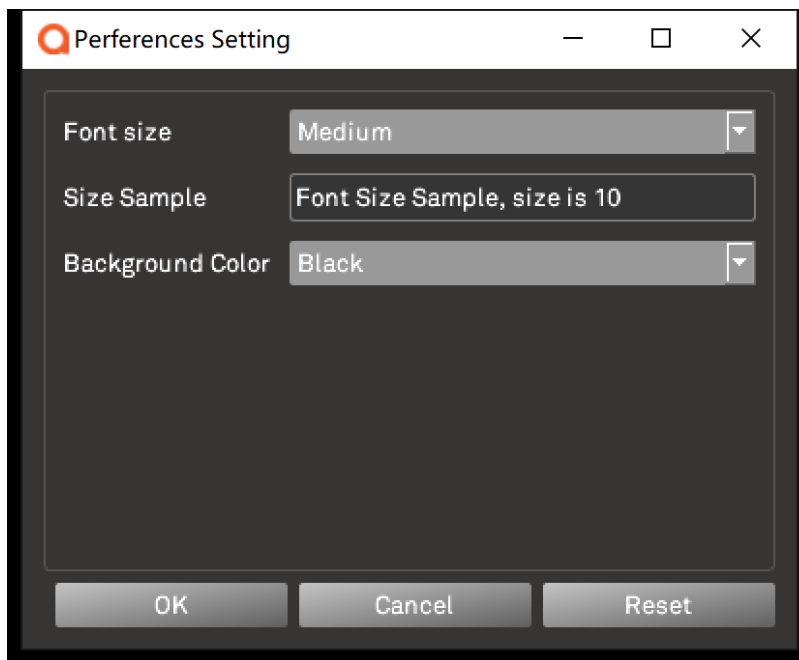 Perferences Setting
Font size Medium
Size Sample Font Size Sample, size is 10
Background Color Black
OK Cancel Reset